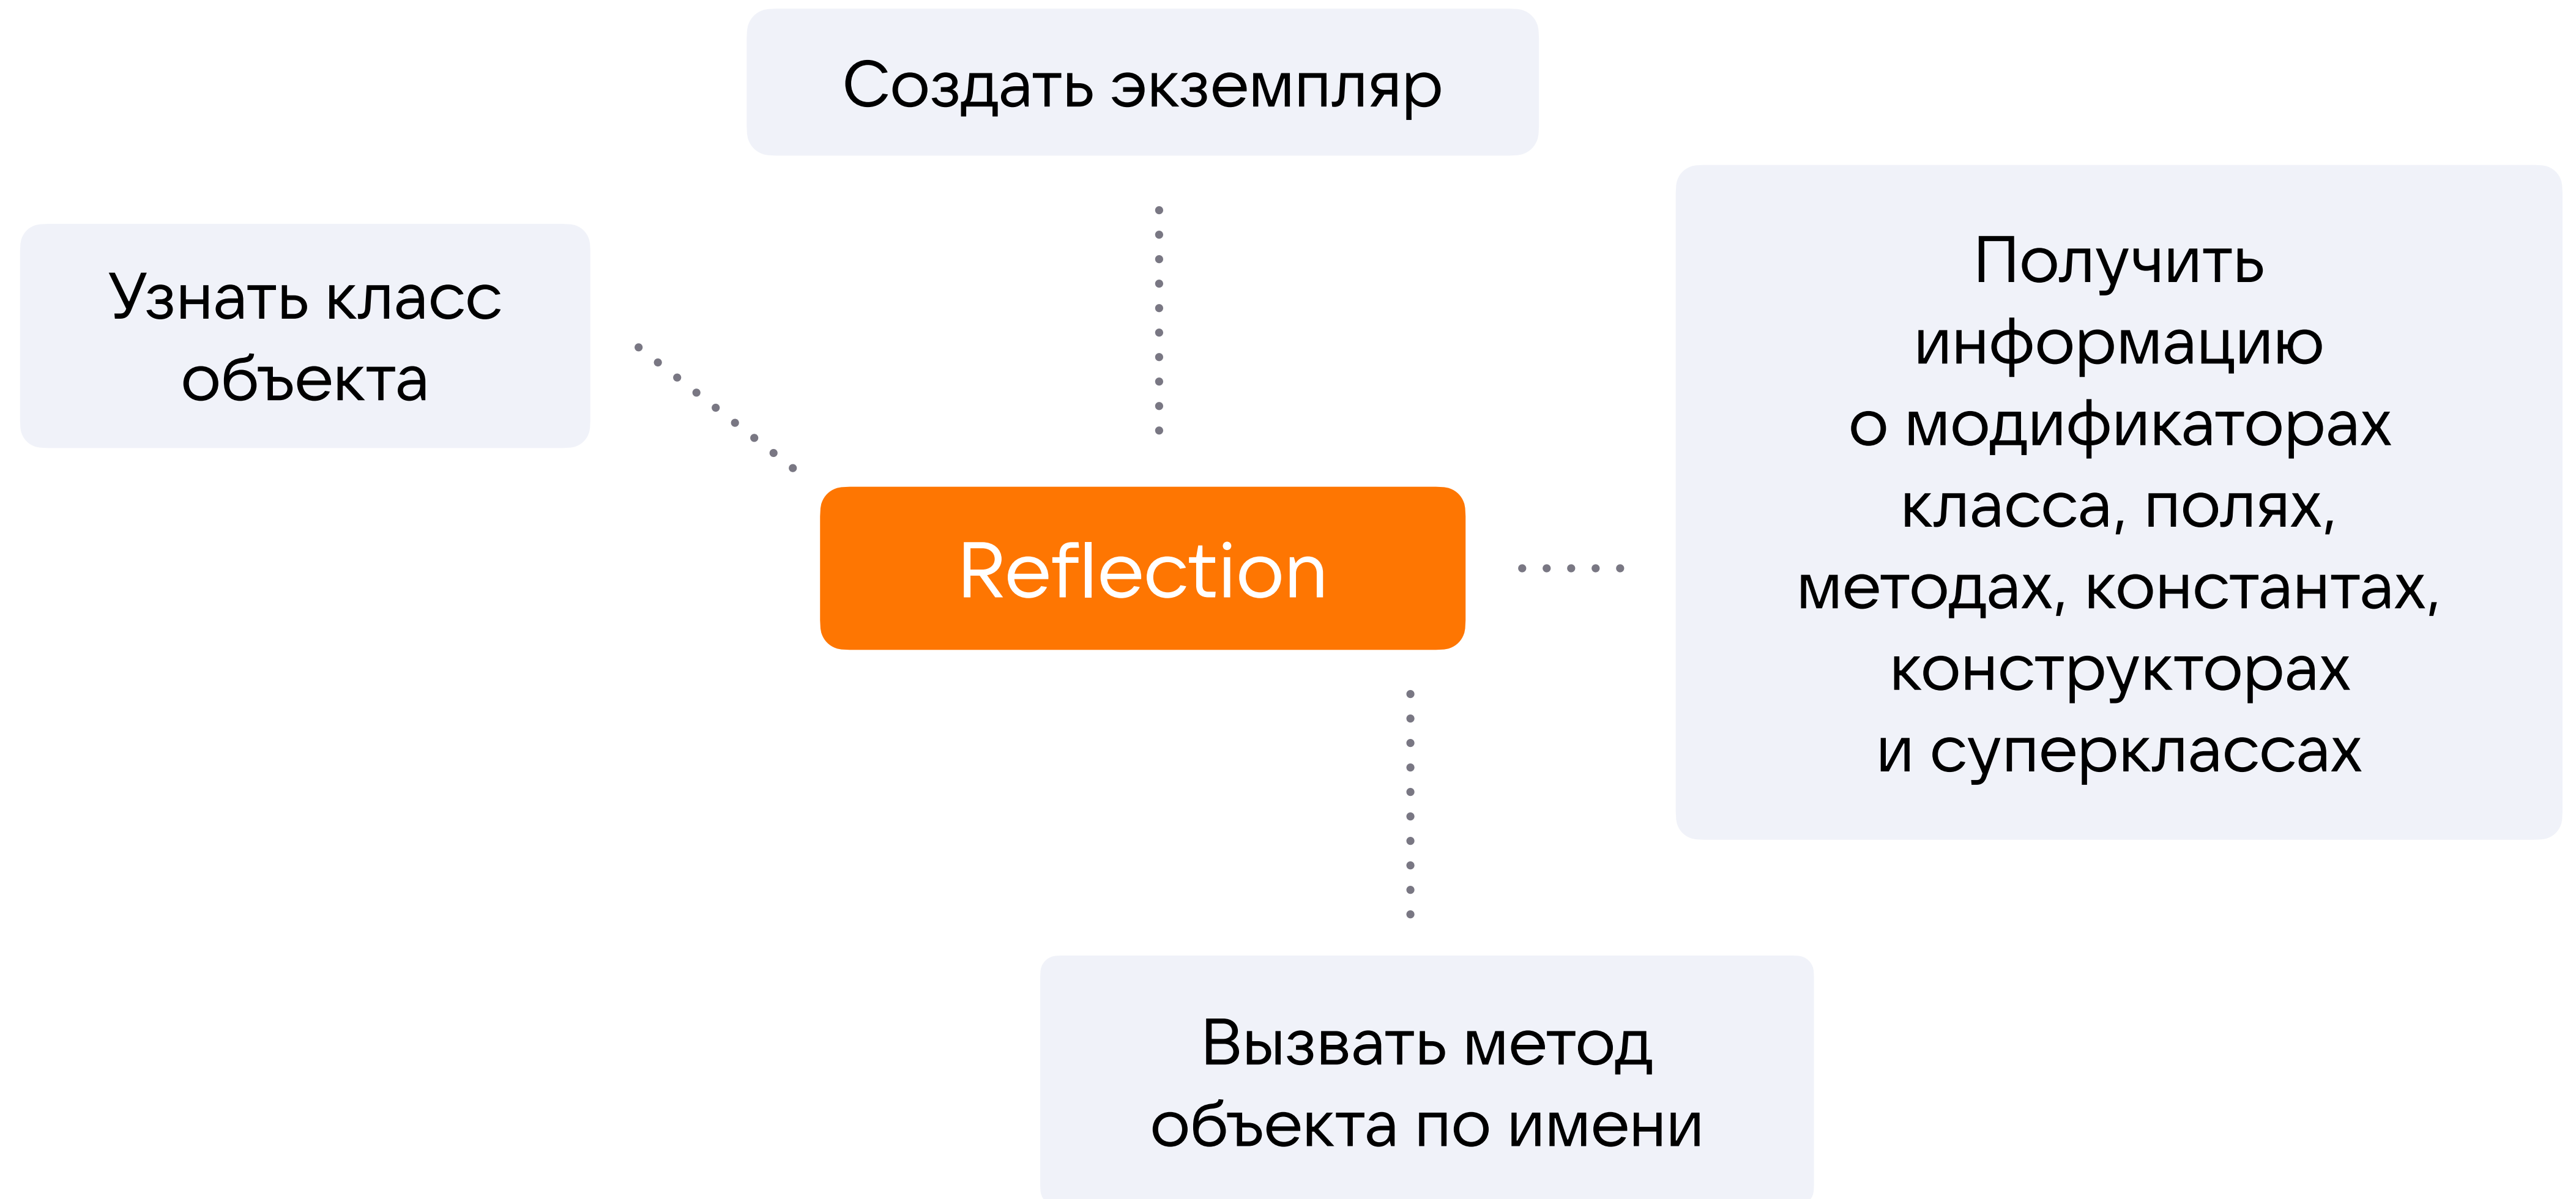 Создать экземпляр
Узнать класс
объекта
Reflection
Получить
информацию
о модификаторах
класса, полях,
методах, константах,
конструкторах
и суперклассах
Вызвать метод
объекта по имени